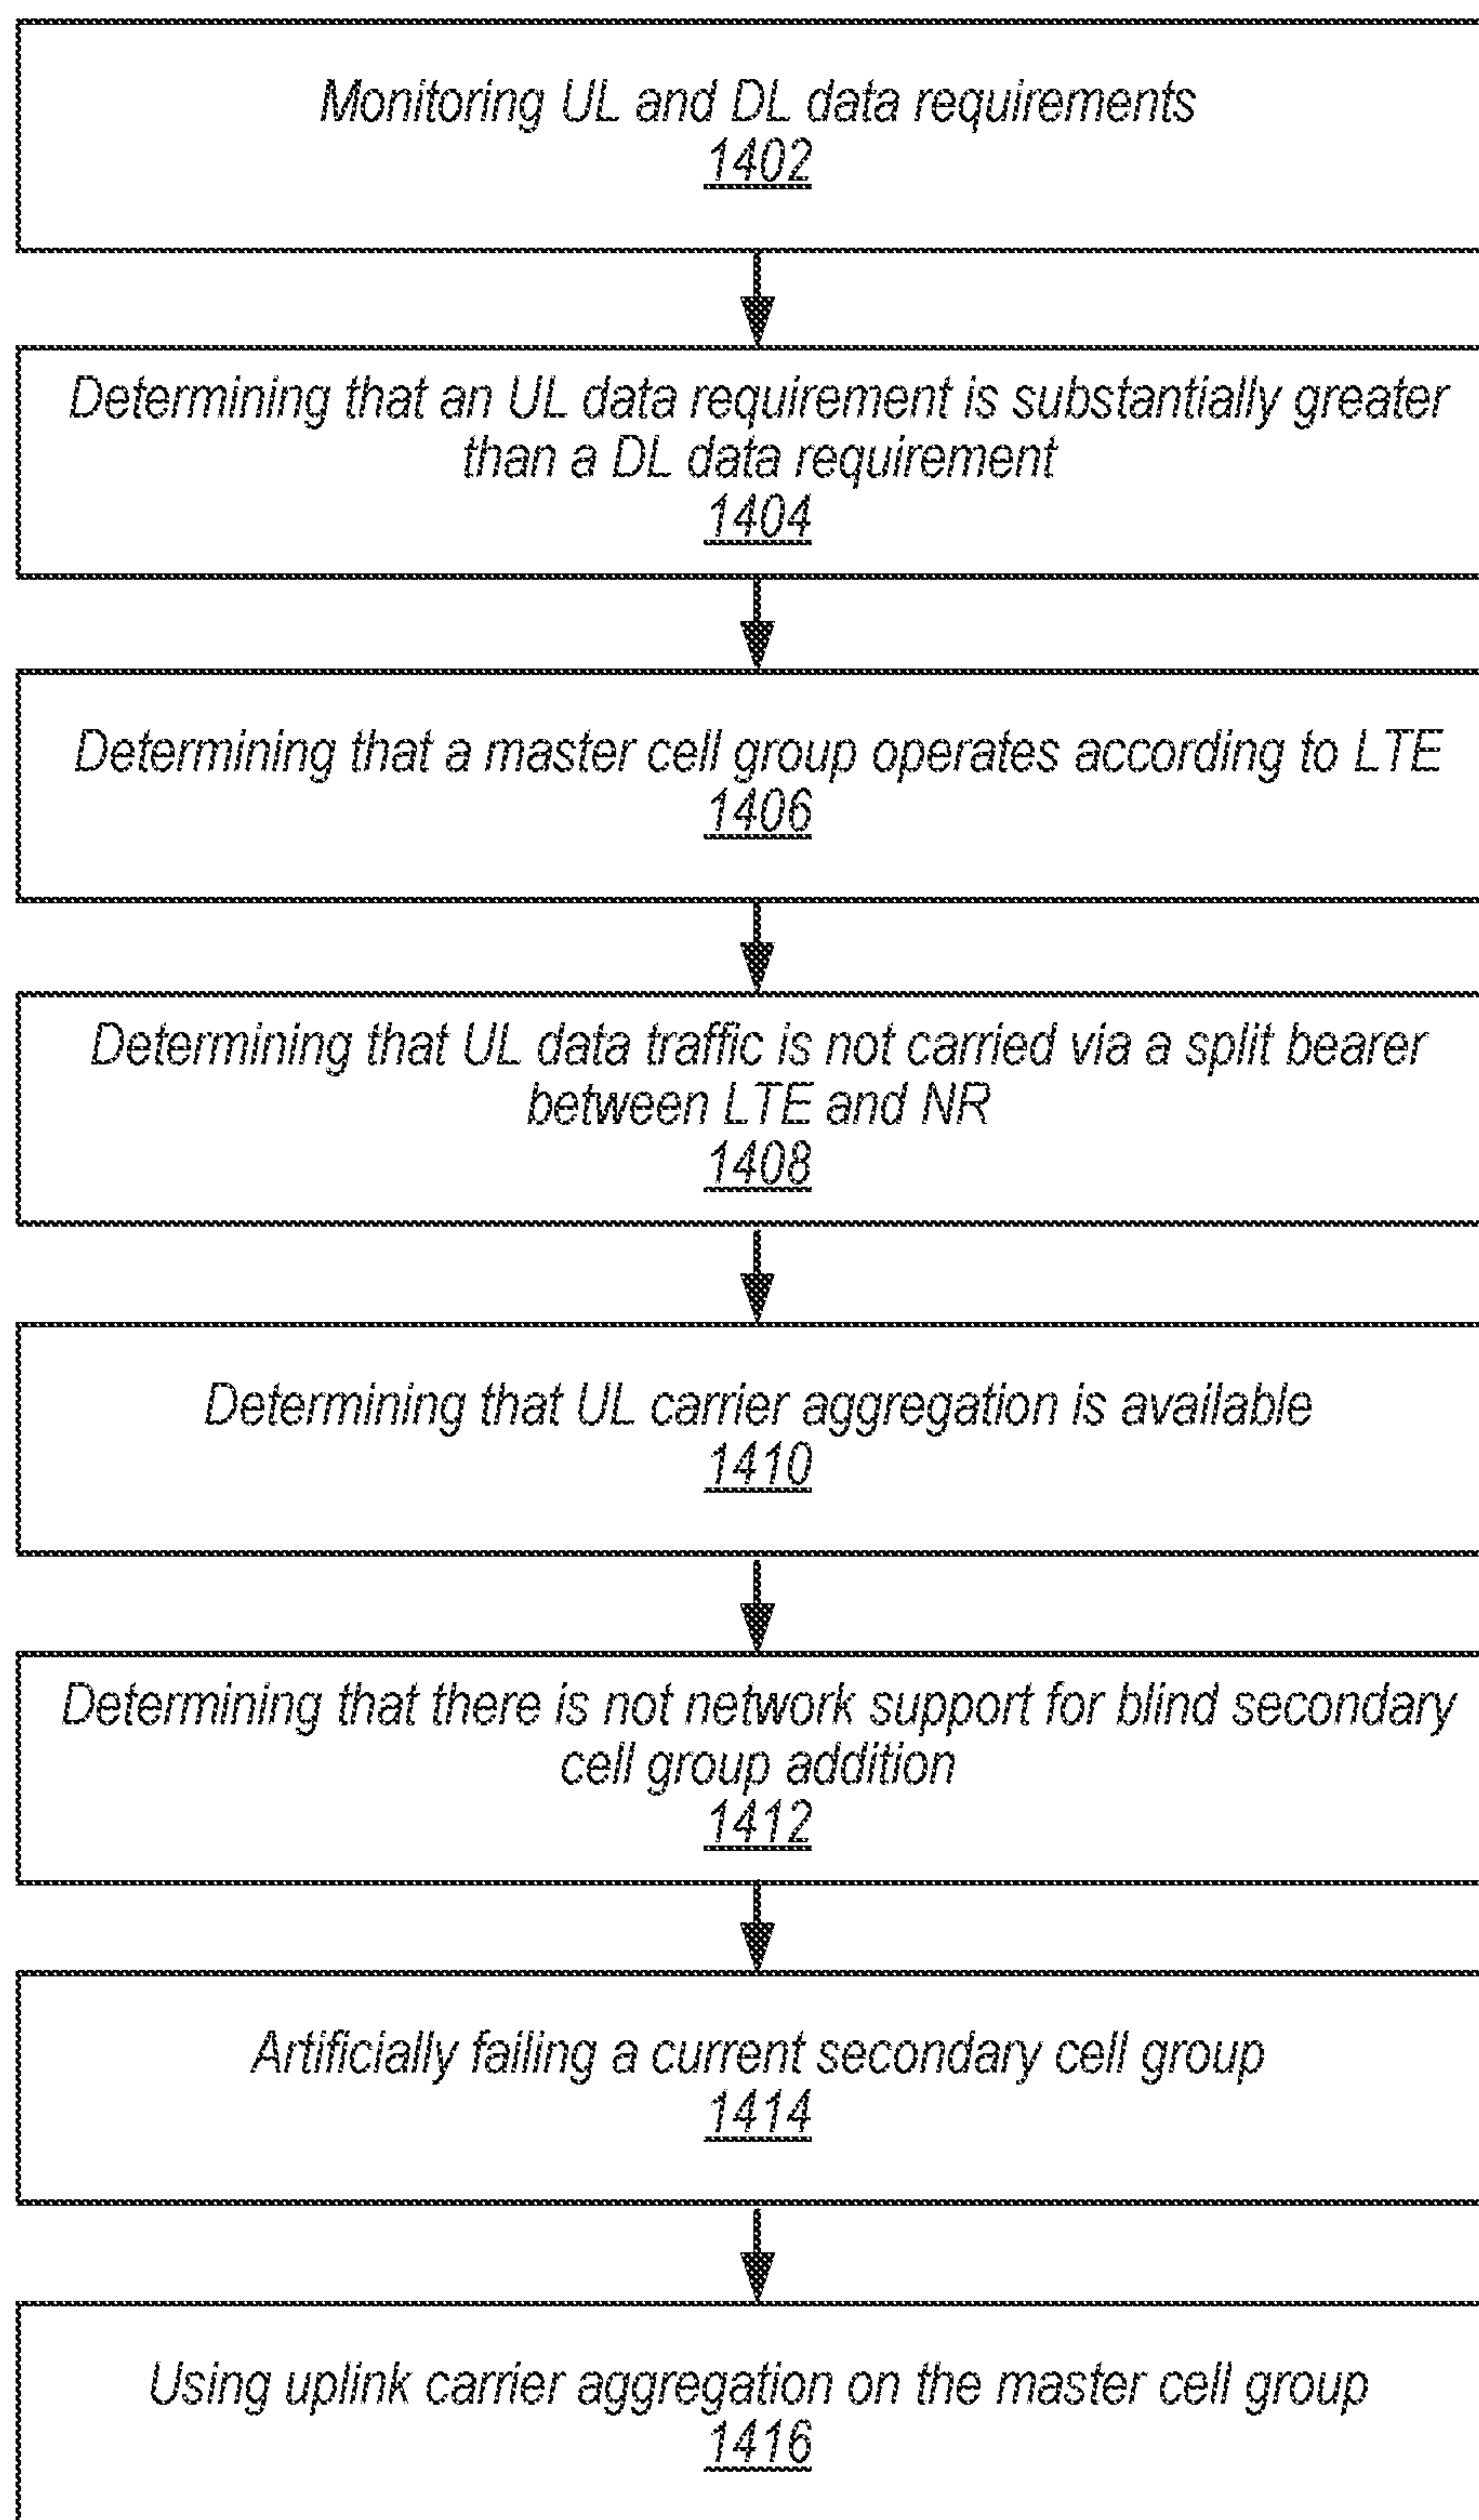 Monitoring UL and DL data requirements
1402
Determining that an UL data requirement is substantially greater
than a DL data requirement
1404
Determining that a master cell group operates according to LTE
1406
Determining that UL data traffic is not carried via a split bearer
between LTE and NR
1408
Determining that UL carrier aggregation is available
1410
Determining that there is not network support for blind secondary
cell group addition
1412
Artificially failing a current secondary cell group
1414
Using uplink carrier aggregation on the master cell group
1416